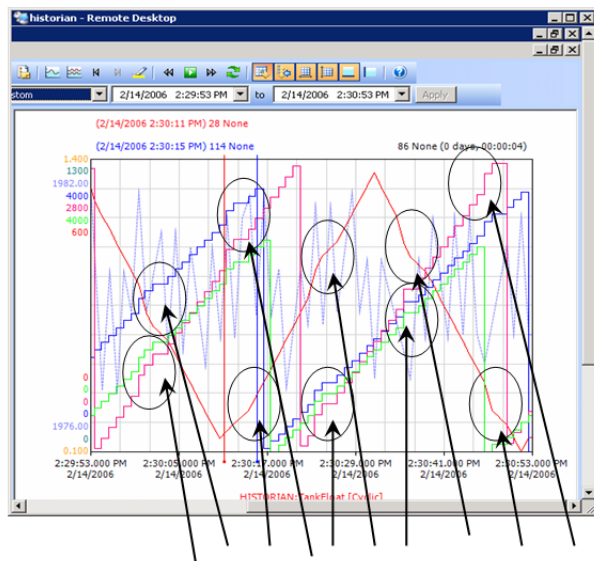 historian - Remote Desktop
stom 2/14/2006 2:29:53 PM to 2/14/2006 2:30:53 PM Apply
(2/14/2006 2:30:11 PM) 28 None
(2/14/2006 2:30:15 PM) 114 None 86 None (0 days, 00:00:04)
1.400
1300
1982.00
4000
2800
4000
600
0
0
0
0
1976.00
0
0.100
2:29:53.000 PM 2:30:05.000 PM 2:30:17.000 PM 2:30:29.000 PM 2:30:41.000 PM 2:30:53.000 PM
2/14/2006 2/14/2006 2/14/2006 2/14/2006 2/14/2006 2/14/2006
HISTORIAN:TankFloat [Cyclic]